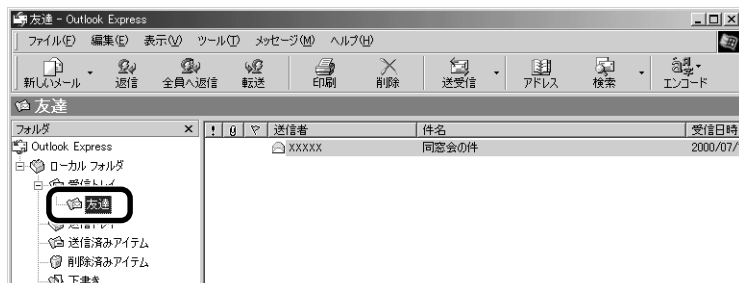 友達 - Outlook Express
ファイル(F) 編集(E) 表示(V) ツール(T) メッセージ(M) ヘルプ(H)
新しいメール 返信 全員へ返信 転送 印刷 削除 送受信 アドレス 検索 エンコード
友達
フォルダ × ! 送信者 件名 受信日時
Outlook Express XXXXX 同窓会の件 2000/07/
ローカル フォルダ
受信トレイ
友達
送信トレイ
送信済みアイテム
削除済みアイテム
下書き